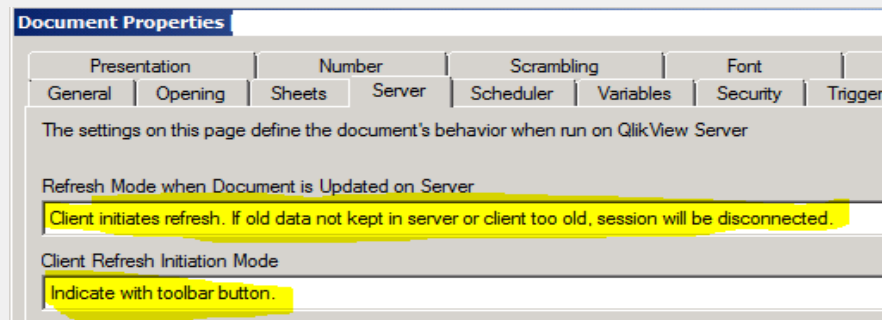 Document Properties [
Presentation Number Scrambling Font
General Opening Sheets Server Scheduler Variables Security Trigger
The settings on this page define the document's behavior when run on QlikView Server
Refresh Mode when Document is Updated on Server
Client initiates refresh. If old data not kept in server or client too old, session will be disconnected.
Client Refresh Initiation Mode
Indicate with toolbar button.